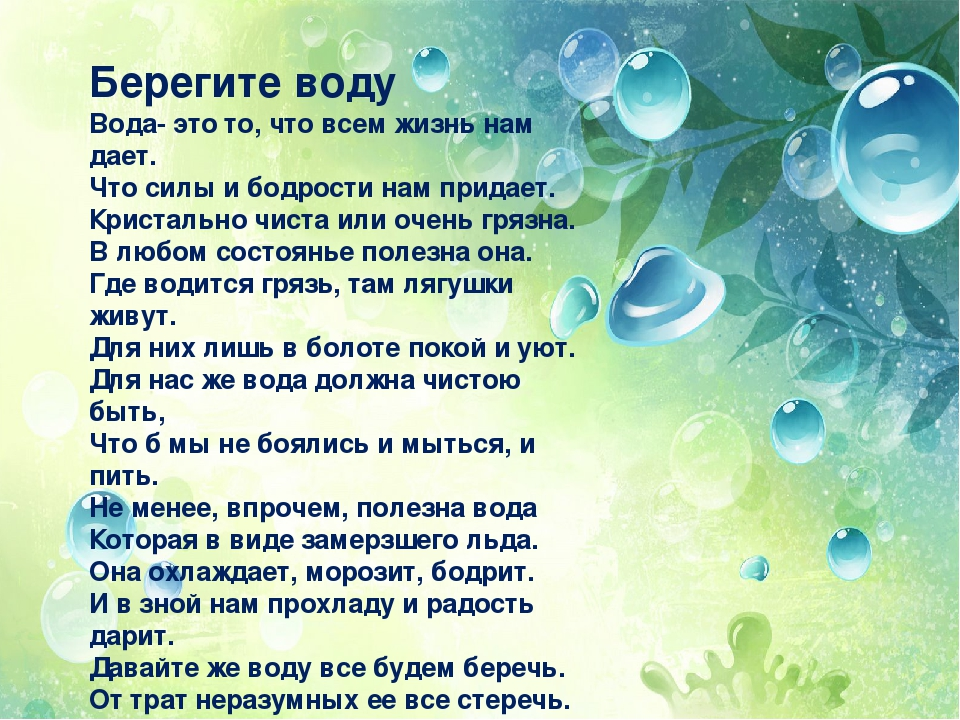 Берегите воду
Вода- это то, что всем жизнь нам
дает.
Что силы и бодрости нам придает.
Кристально чиста или очень грязна.
В любом состоянье полезна она.
Где водится грязь, там лягушки
живут.
Для них лишь в болоте покой и уют.
Для нас же вода должна чистою
быть,
Что б мы не боялись и мыться, и
пить.
Не менее, впрочем, полезна вода
Которая в виде замерзшего льда.
Она охлаждает, морозит, бодрит.
И в зной нам прохладу и радость
дарит.
Давайте же воду все будем беречь.
От трат неразумных ее все стеречь.